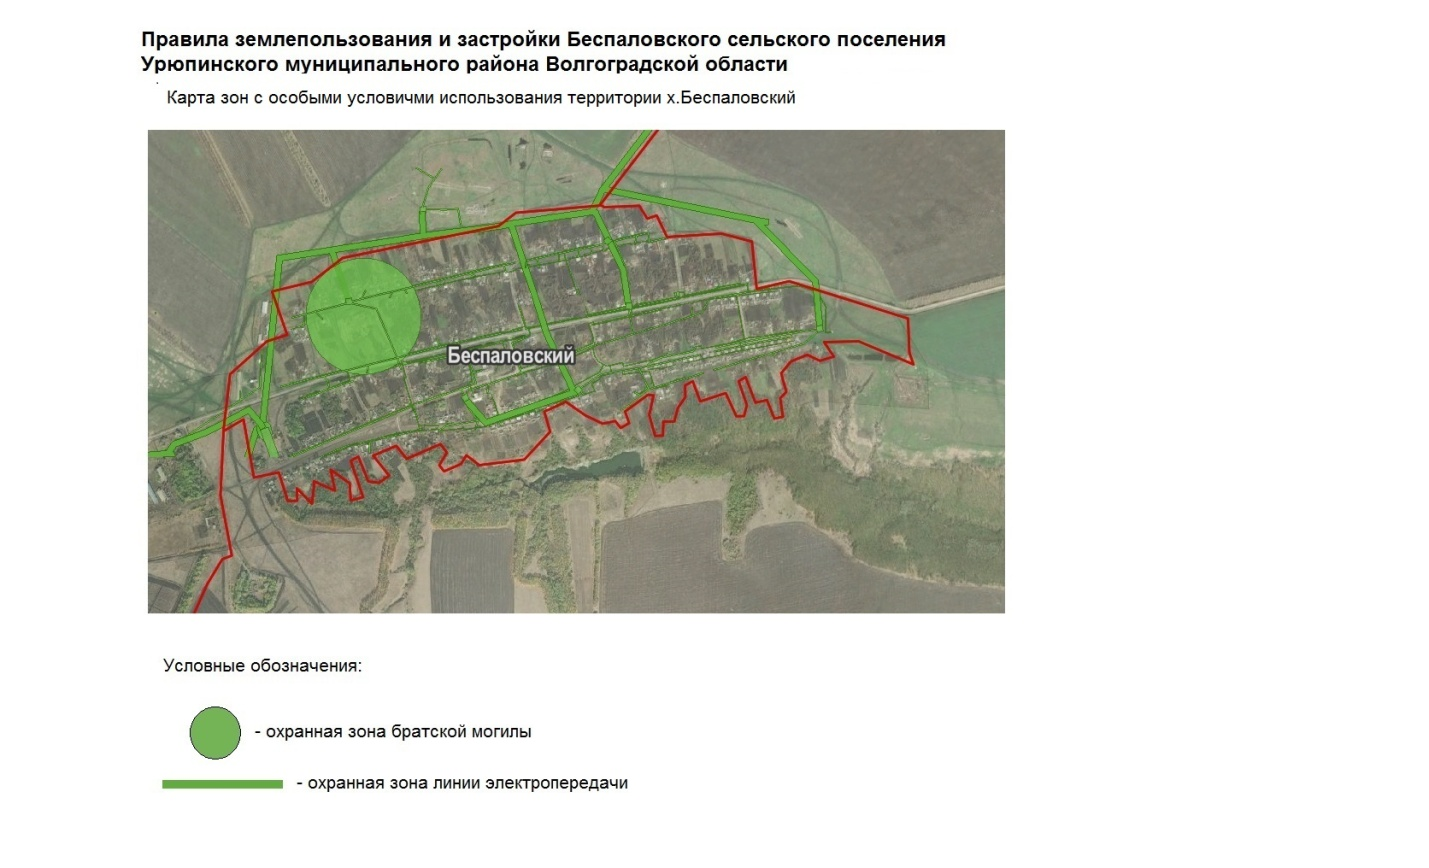 Правила землепользования и застройки Беспаловского сельского поселения
Урюпинского муниципального района Волгоградской области
Карта зон с особыми условичми использования территории х.Беспаловский
Беспаловский
Условные обозначения:
- охранная зона братской могилы
- охранная зона линии электропередачи